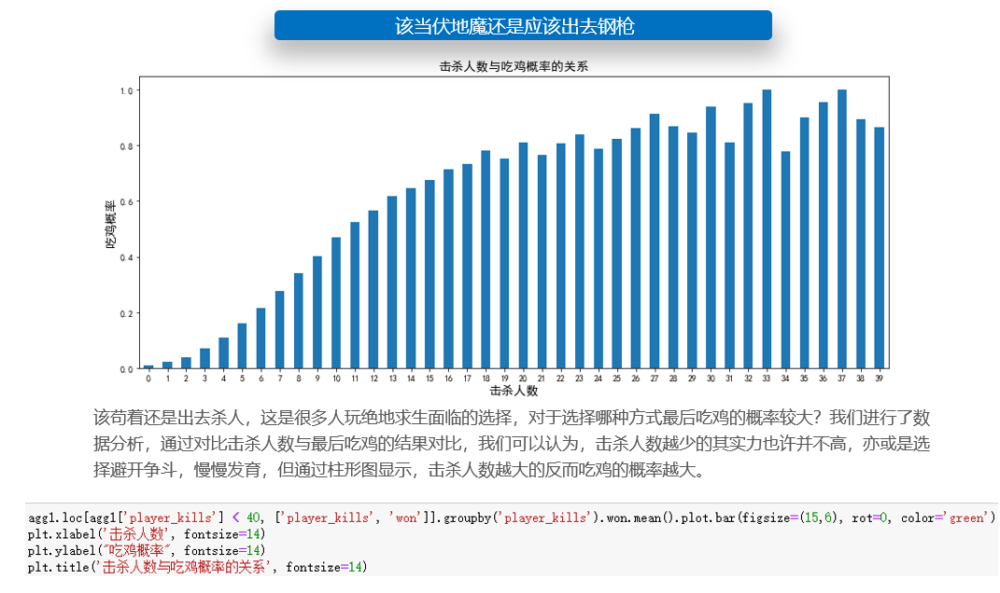 该当伏地魔还是应该出去钢枪
击杀人数与吃鸡概率的关系
1.0
0.8
0.6
0.4
0.2
0.0
吃鸡概率
0 1 2 3 4 5 6 7 8 9 10 11 12 13 14 15 16 17 18 19 20 21 22 23 24 25 26 27 28 29 30 31 32 33 34 35 36 37 38 39
击杀人数
该苟着还是出去杀人，这是很多人玩绝地求生面临的选择，对于选择哪种方式最后吃鸡的概率较大？我们进行了数
据分析，通过对比击杀人数与最后吃鸡的结果对比，我们可以认为，击杀人数越少的其实力也许并不高，亦或是选
择避开争斗，慢慢发育，但通过柱形图显示，击杀人数越大的反而吃鸡的概率越大。
agg1.loc[agg1['player_kills'] < 40, ['player_kills', 'won']].groupby('player_kills').won.mean().plot.bar(figsize=(15,6), rot=0, color='green')
plt.xlabel('击杀人数', fontsize=14)
plt.ylabel("吃鸡概率", fontsize=14)
plt.title('击杀人数与吃鸡概率的关系', fontsize=14)